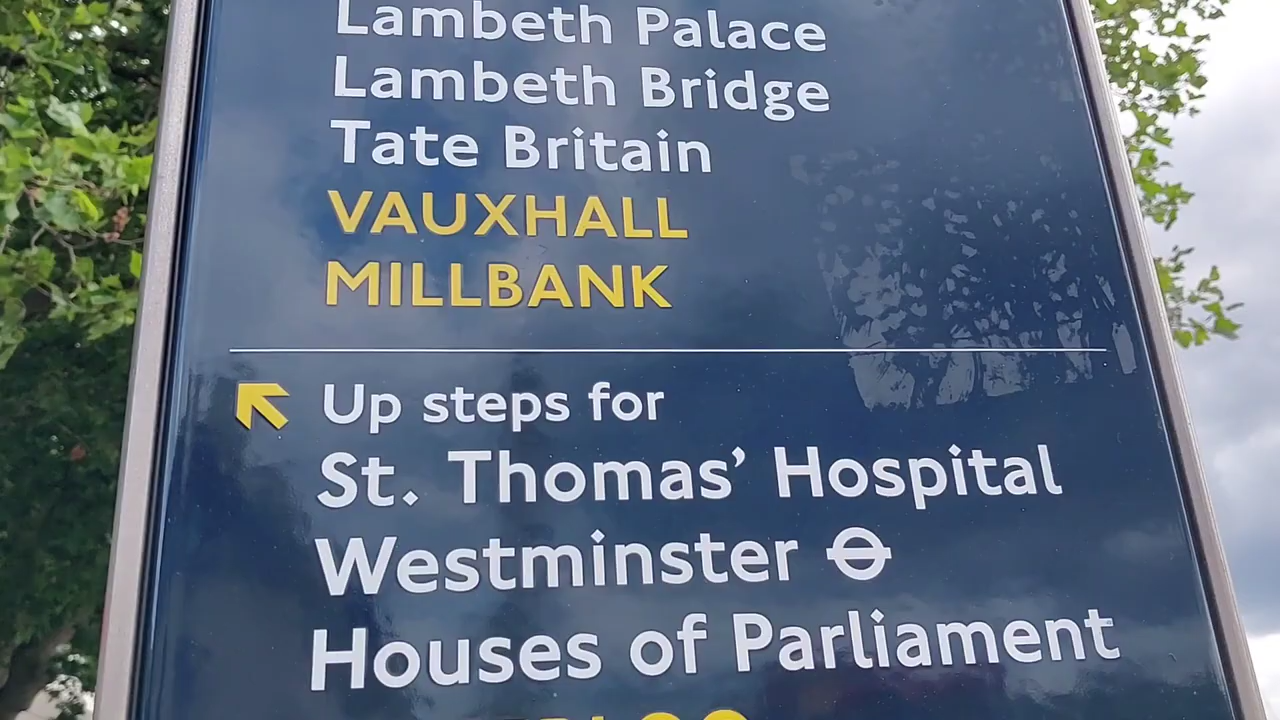 Lambeth Palace
Lambeth Bridge
Tate Britain
VAUXHALL
MILLBANK
Up steps for
St. Thomas’ Hospital
Westminster
Houses of Parliament